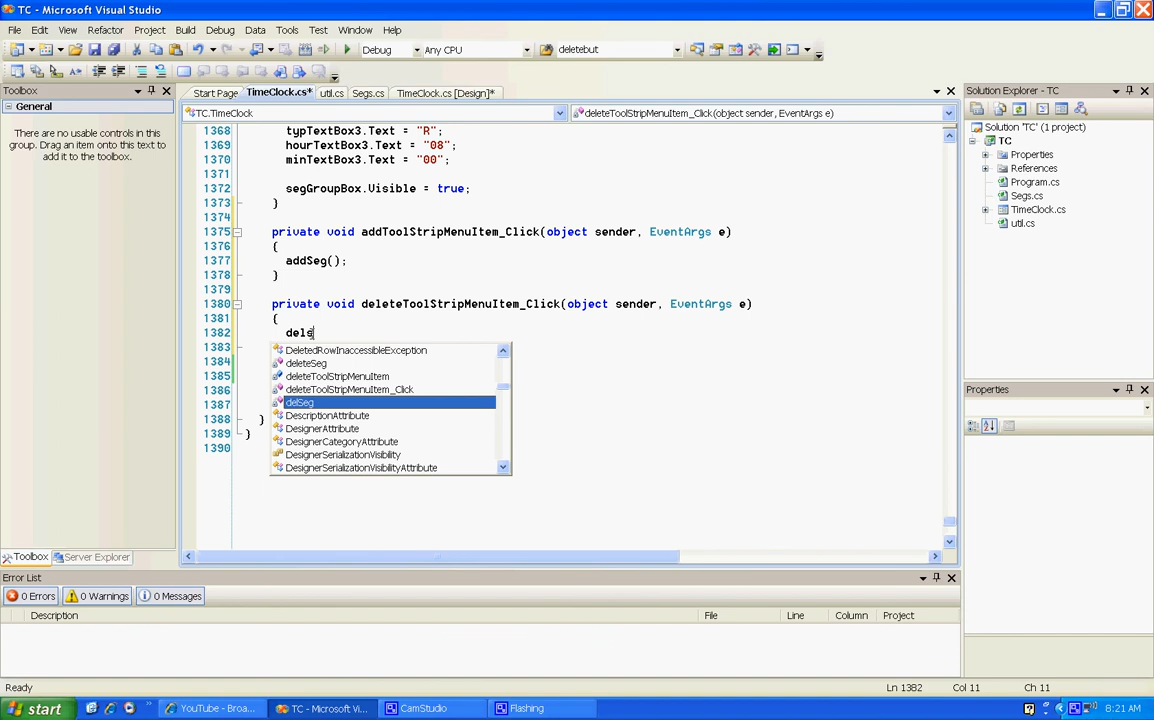 TC - Microsoft Visual Studio
File Edit View Refactor Project Build Debug Data Tools Test Window Help
Debug Any CPU deletebut
Toolbox
General
There are no usable controls in this
group. Drag an item onto this text to
add it to the toolbox.
Toolbox Server Explorer
Start Page TimeClock.cs* util.cs Segs.cs TimeClock.cs [Design]*
TC.TimeClock deleteToolStripMenuItem_Click(object sender, EventArgs e)
1368 typTextBox3.Text = "R";
1369 hourTextBox3.Text = "08";
1370 minTextBox3.Text = "00";
1371
1372 segGroupBox.Visible = true;
1373 }
1374
1375 private void addToolStripMenuItem_Click(object sender, EventArgs e)
1376 {
1377 addSeg();
1378 }
1379
1380 private void deleteToolStripMenuItem_Click(object sender, EventArgs e)
1381 {
1382 dels
1383
1384
1385
1386
1387
1388 }
1389 }
1390
DeletedRowInaccessibleException
deleteSeg
deleteToolStripMenuItem
deleteToolStripMenuItem_Click
delSeg
DescriptionAttribute
DesignerAttribute
DesignerCategoryAttribute
DesignerSerializationVisibility
DesignerSerializationVisibilityAttribute
Solution Explorer - TC
Solution 'TC' (1 project)
TC
Properties
References
Program.cs
Segs.cs
TimeClock.cs
util.cs
Properties
Error List
0 Errors 0 Warnings 0 Messages
Description File Line Column Project
Ready Ln 1382 Col 11 Ch 11
start YouTube - Broa... TC - Microsoft Vi... CamStudio Flashing 8:21 AM